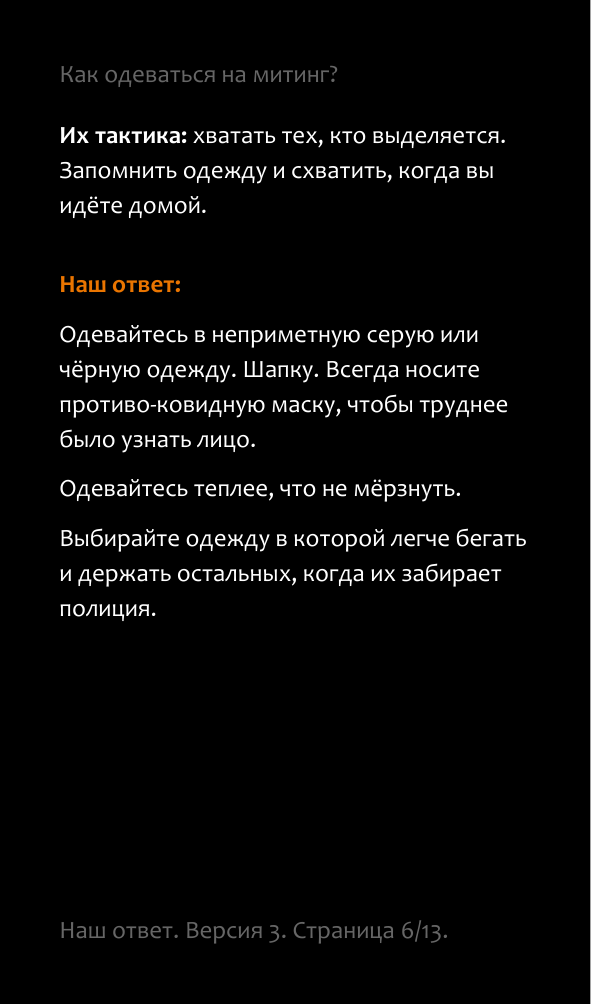 Как одеваться на митинг?
Их тактика: хватать тех, кто выделяется.
Запомнить одежду и схватить, когда вы
идёте домой.
Наш ответ:
Одевайтесь в неприметную серую или
чёрную одежду. Шапку. Всегда носите
противо-ковидную маску, чтобы труднее
было узнать лицо.
Одевайтесь теплее, что не мёрзнуть.
Выбирайте одежду в которой легче бегать
и держать остальных, когда их забирает
полиция.
Наш ответ. Версия 3. Страница 6/13.